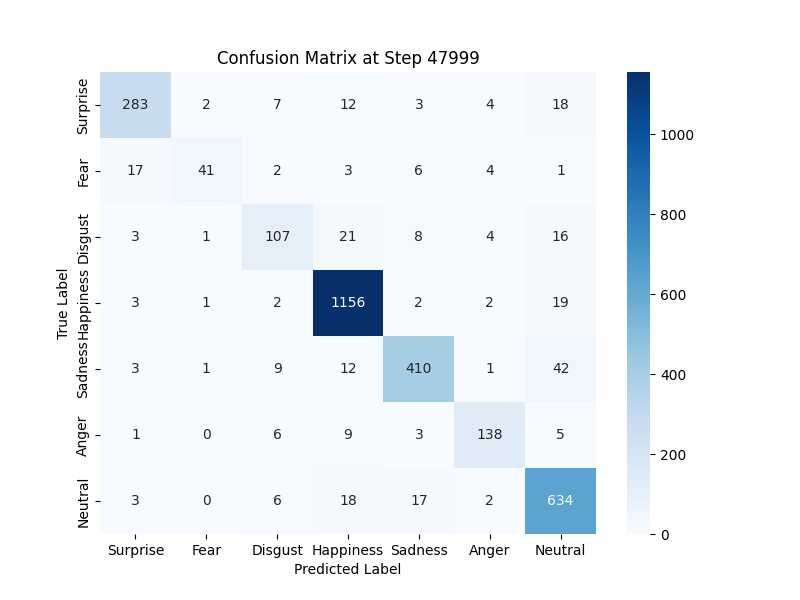 Confusion Matrix at Step 47999
True Label
Surprise 283 2 7 12 3 4 18
Fear 17 41 2 3 6 4 1
Disgust 3 1 107 21 8 4 16
Happiness 3 1 2 1156 2 2 19
Sadness 3 1 9 12 410 1 42
Anger 1 0 6 9 3 138 5
Neutral 3 0 6 18 17 2 634
Surprise Fear Disgust Happiness Sadness Anger Neutral
Predicted Label
1000
800
600
400
200
0